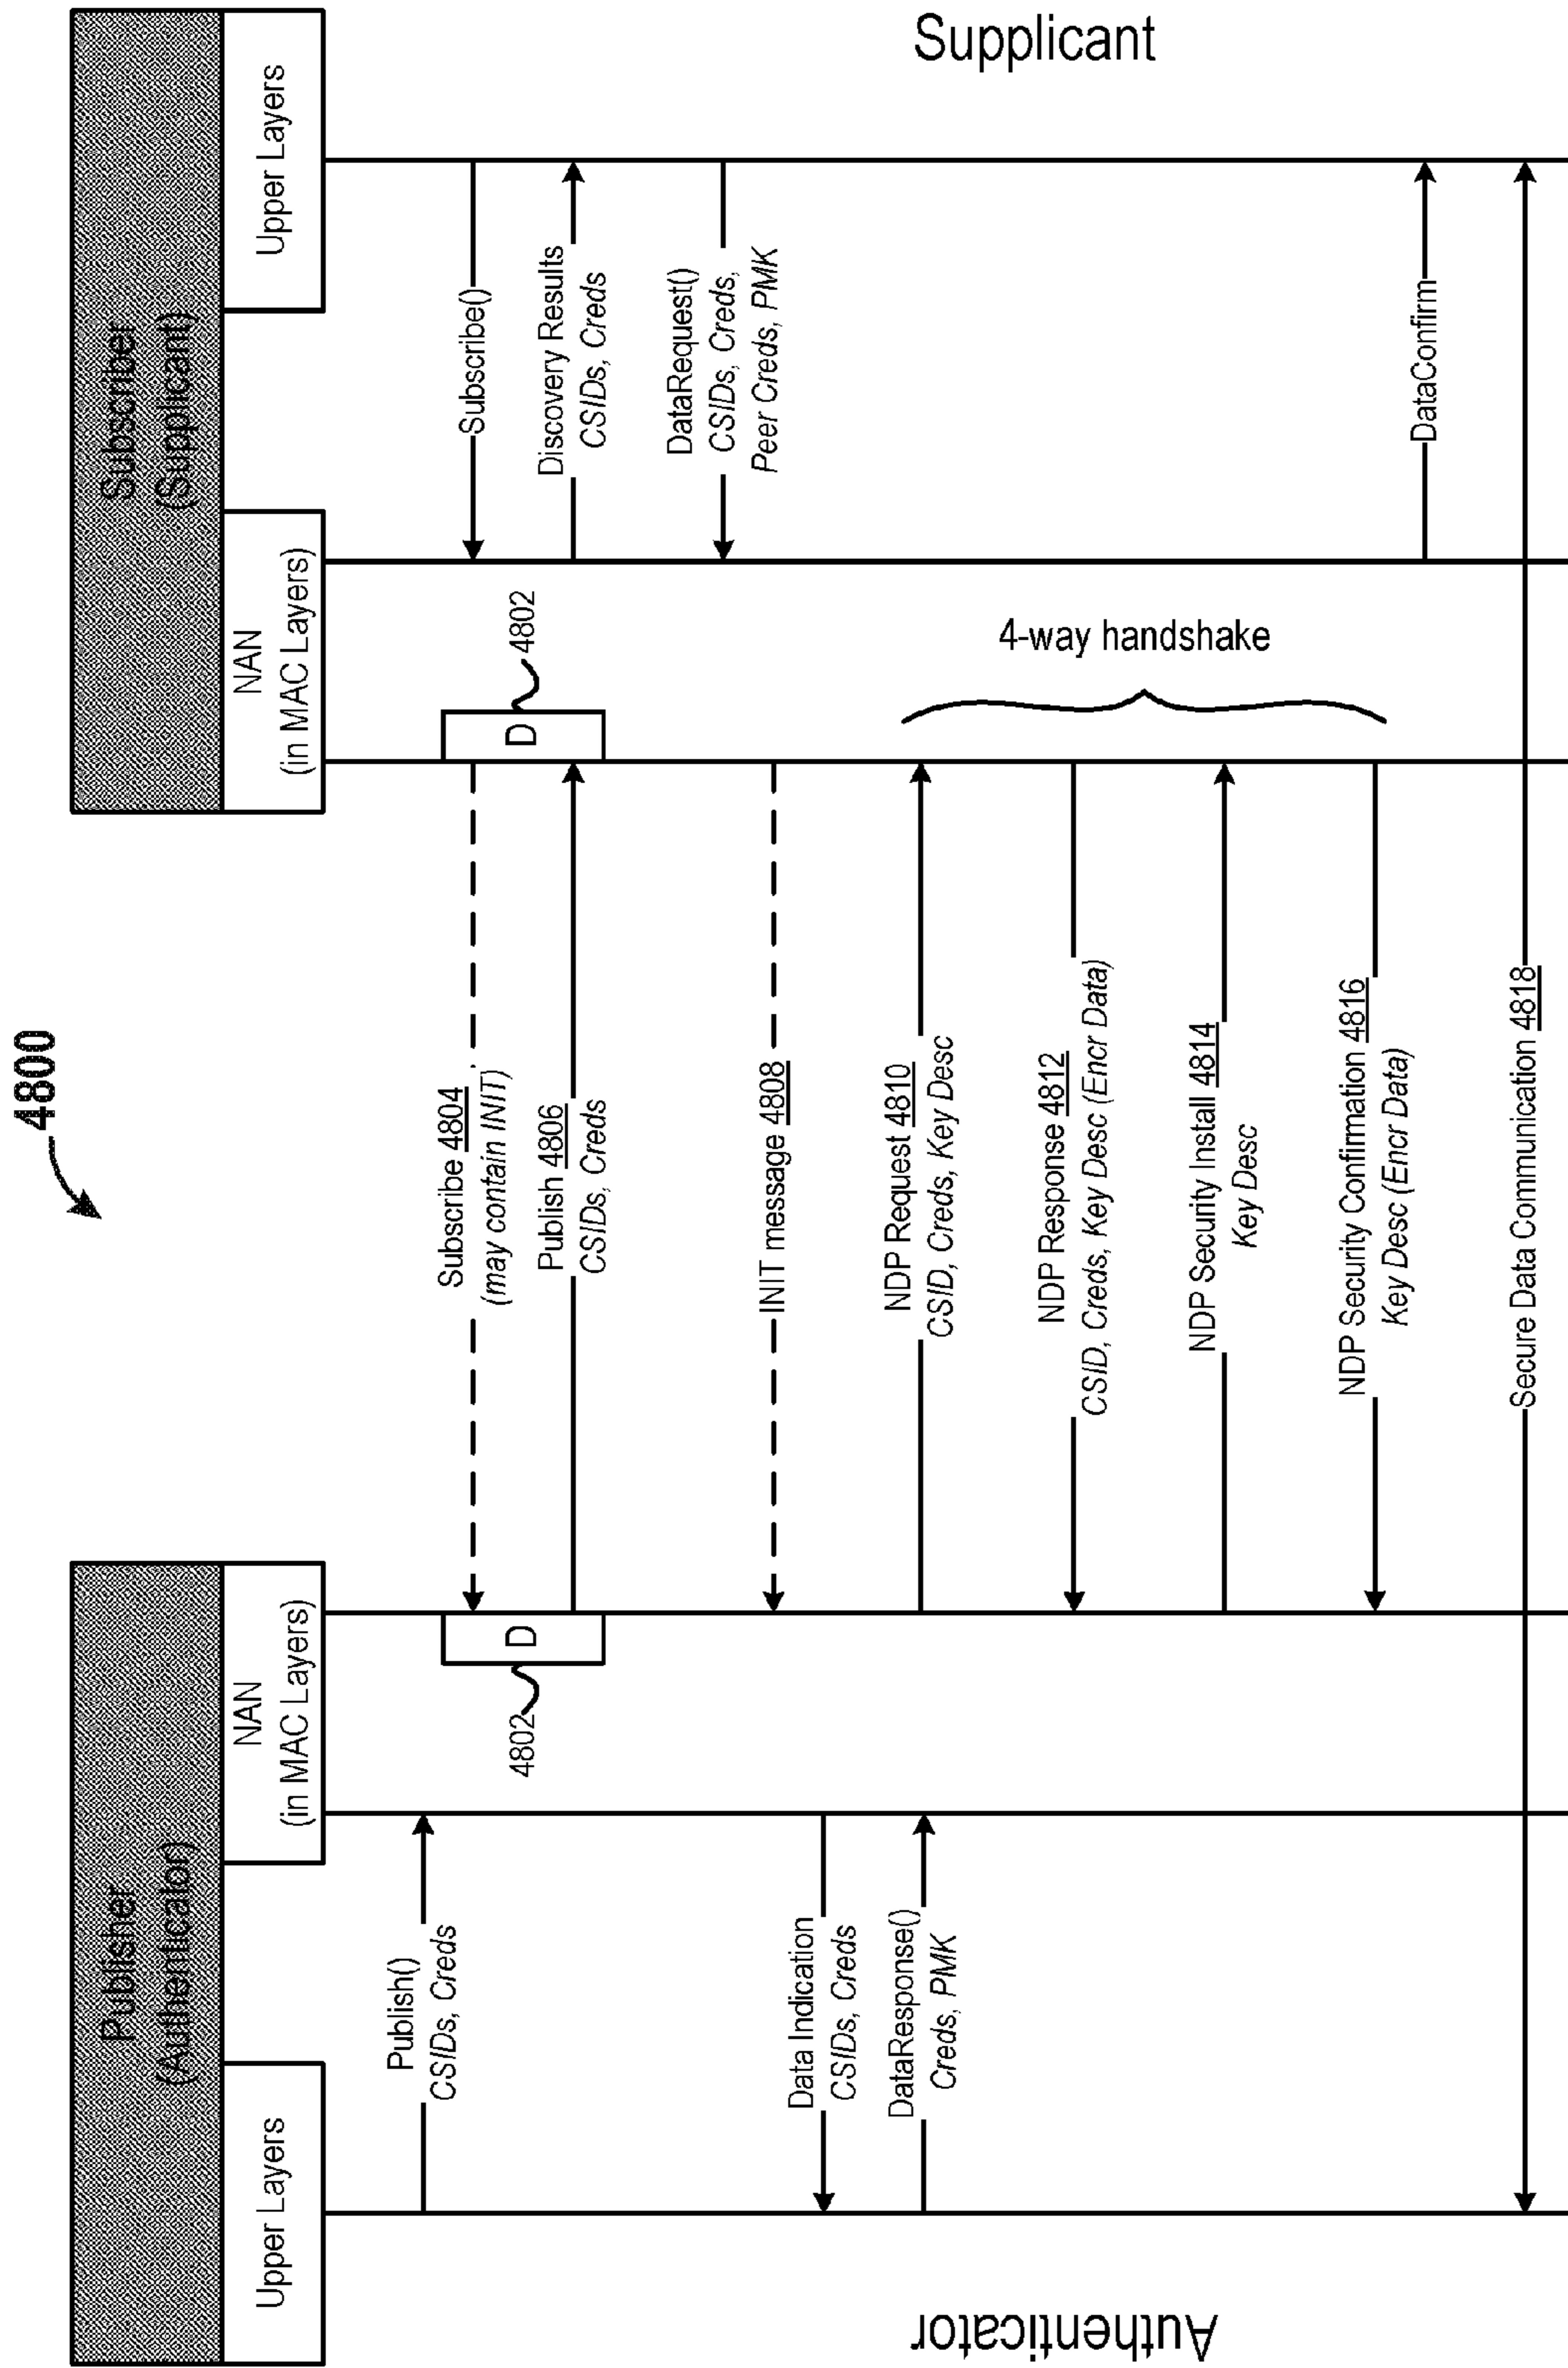 4800
Publisher
(Authenticator)
Subscriber
(Supplicant)
Upper Layers
NAN
(in MAC Layers)
NAN
(in MAC Layers)
Upper Layers
Publish()
CSIDs, Creds
Subscribe 4804
(may contain INIT)
Subscribe()
4802
D
D
4802
Publish 4806
CSIDs, Creds
Discovery Results
CSIDs, Creds
DataRequest()
CSIDs, Creds,
Peer Creds, PMK
INIT message 4808
Data Indication
CSIDs, Creds
DataResponse()
Creds, PMK
NDP Request 4810
CSID, Creds, Key Desc
4-way handshake
NDP Response 4812
CSID, Creds, Key Desc (Encr Data)
NDP Security Install 4814
Key Desc
NDP Security Confirmation 4816
Key Desc (Encr Data)
DataConfirm
Secure Data Communication 4818
Authenticator
Supplicant